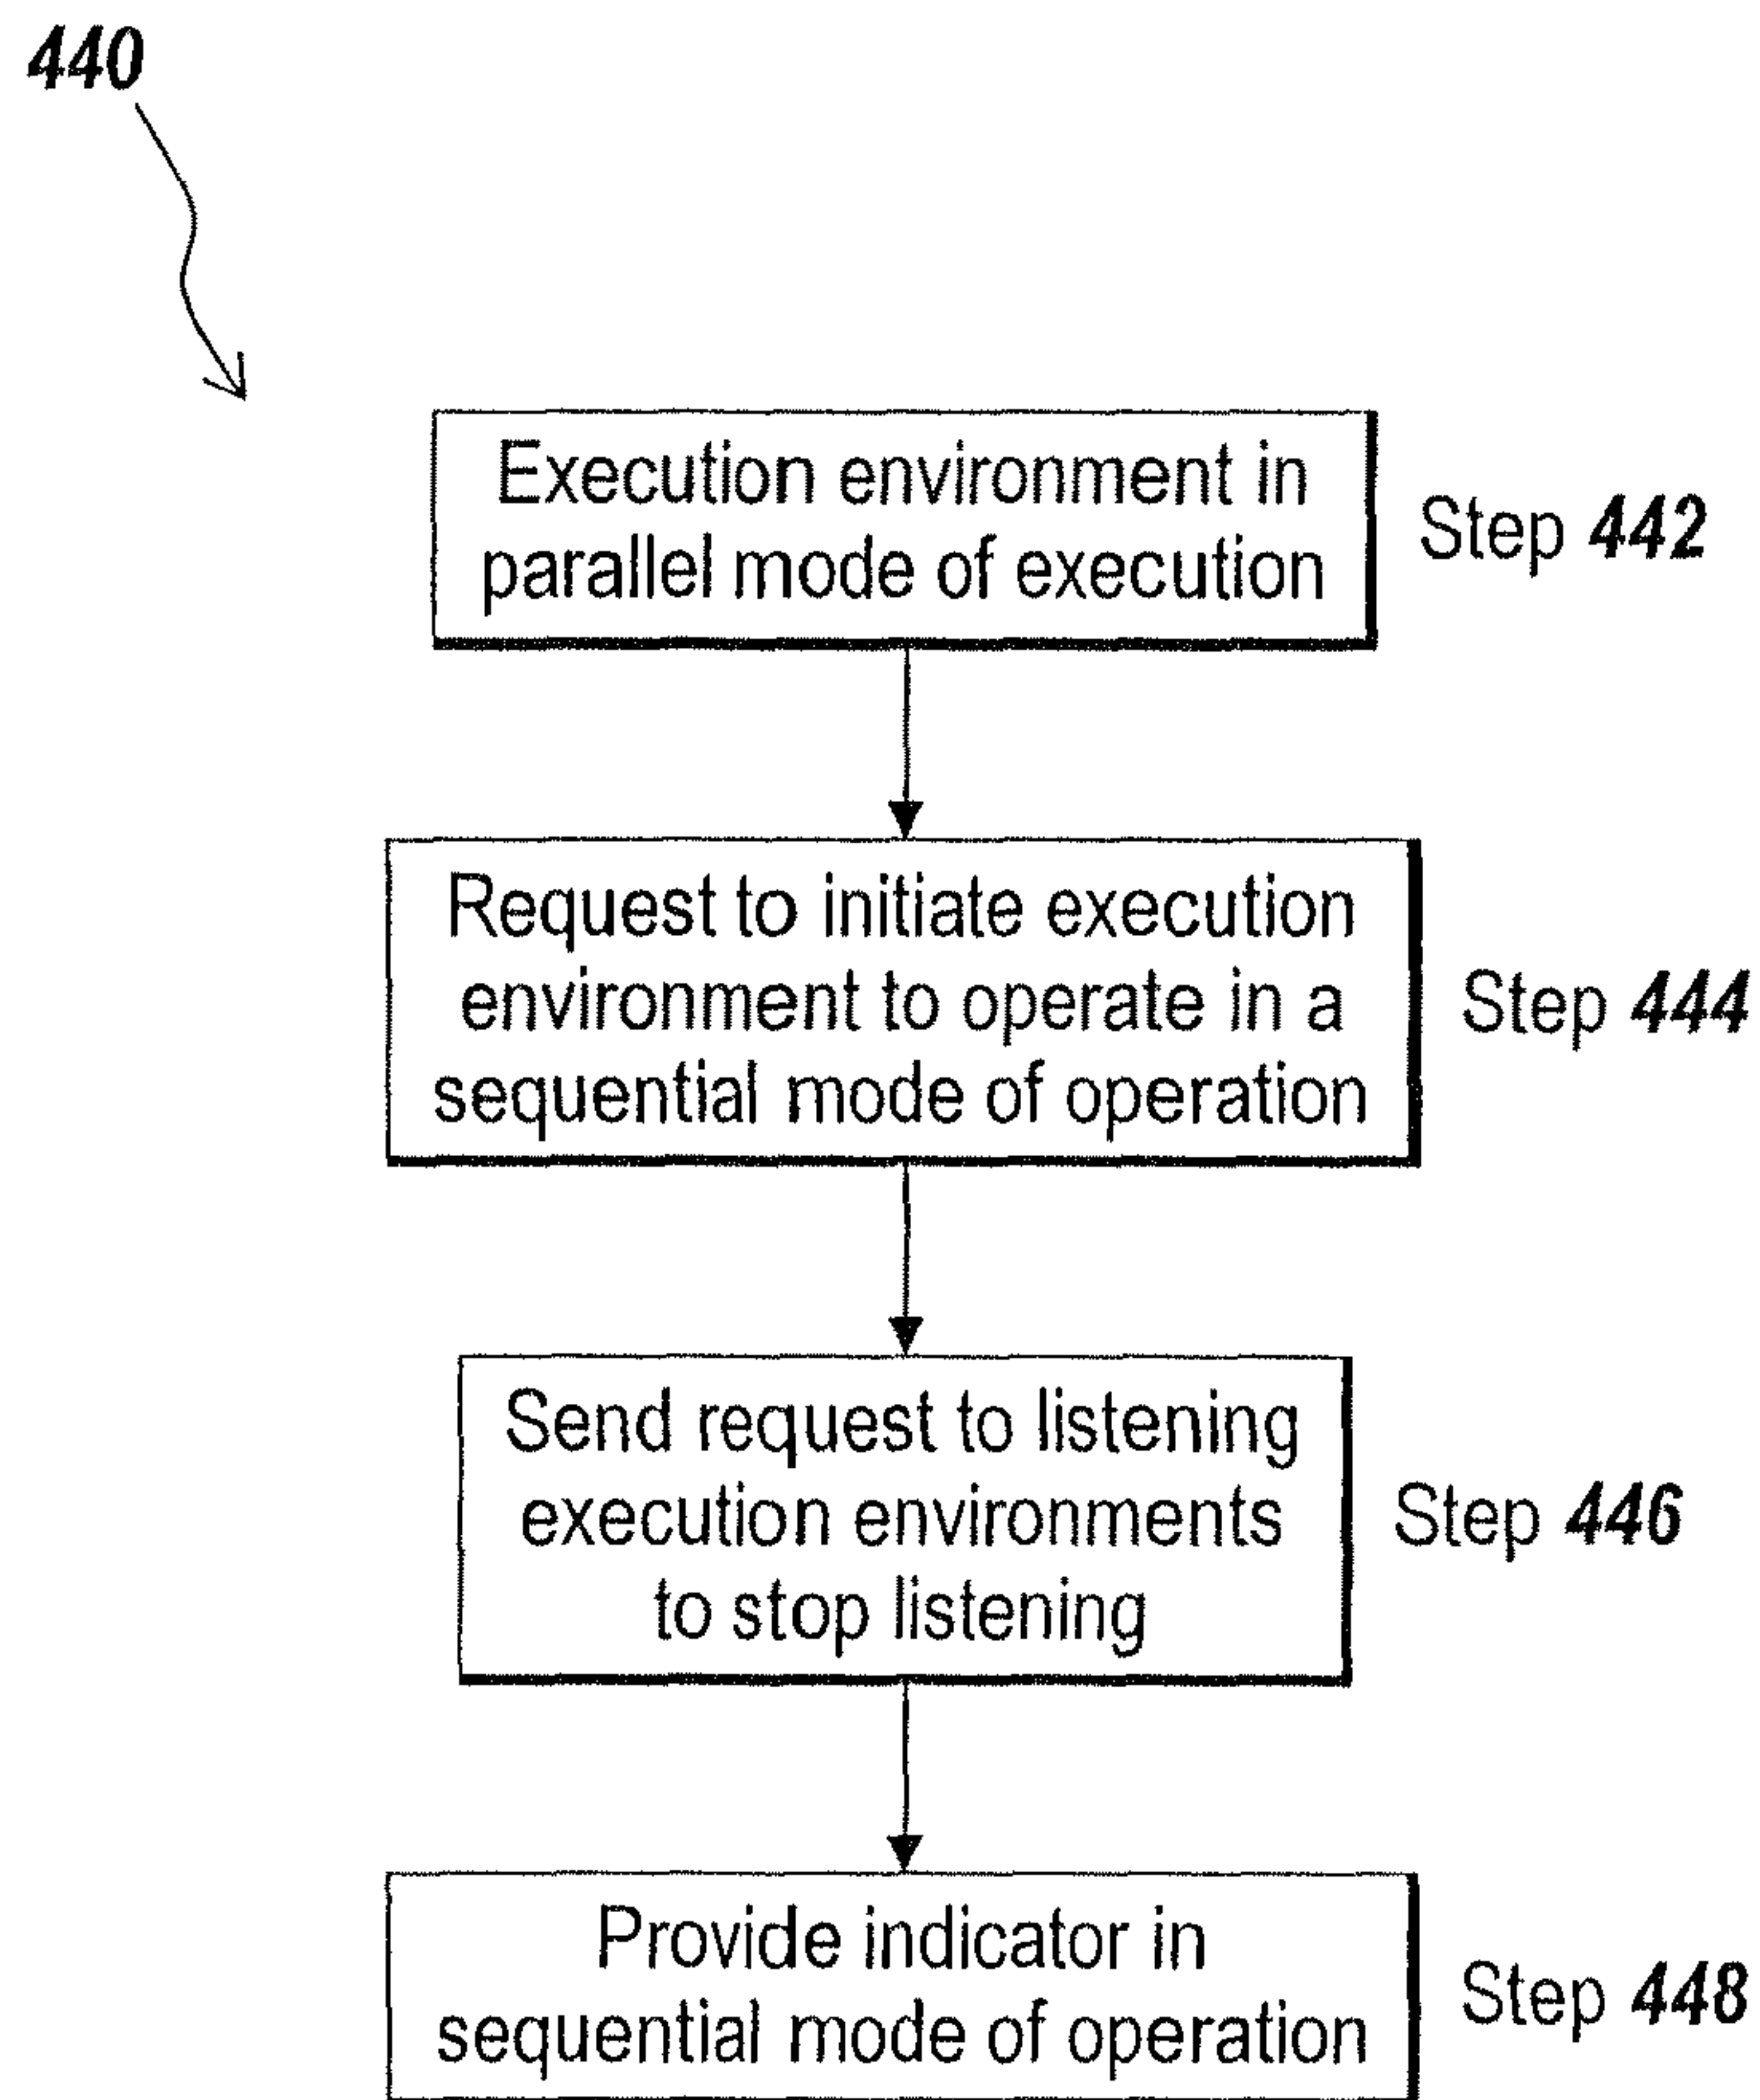 440
Execution environment in
parallel mode of execution
Step 442
Request to initiate execution
environment to operate in a
sequential mode of operation
Step 444
Send request to listening
execution environments
to stop listening
Step 446
Provide indicator in
sequential mode of operation
Step 448